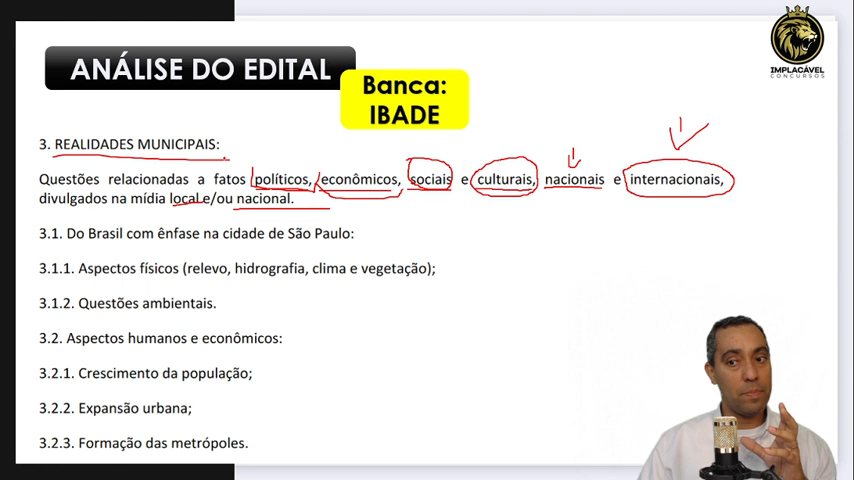 IMPLACÁVEL
CONCURSOS
ANÁLISE DO EDITAL
Banca:
IBADE
3. REALIDADES MUNICIPAIS:
Questões relacionadas a fatos políticos, econômicos, sociais e culturais, nacionais e internacionais,
divulgados na mídia local e/ou nacional.
3.1. Do Brasil com ênfase na cidade de São Paulo:
3.1.1. Aspectos físicos (relevo, hidrografia, clima e vegetação);
3.1.2. Questões ambientais.
3.2. Aspectos humanos e econômicos:
3.2.1. Crescimento da população;
3.2.2. Expansão urbana;
3.2.3. Formação das metrópoles.